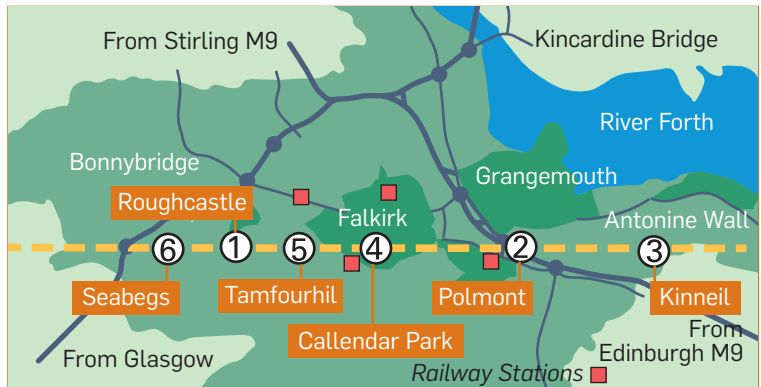 From Stirling M9
Kincardine Bridge
River Forth
Bonnybridge
Grangemouth
Roughcastle
Falkirk
Antonine Wall
6
1
5
4
2
3
Seabegs
Tamfourhil
Polmont
Kinneil
Callendar Park
From Glasgow
From
Edinburgh M9
Railway Stations